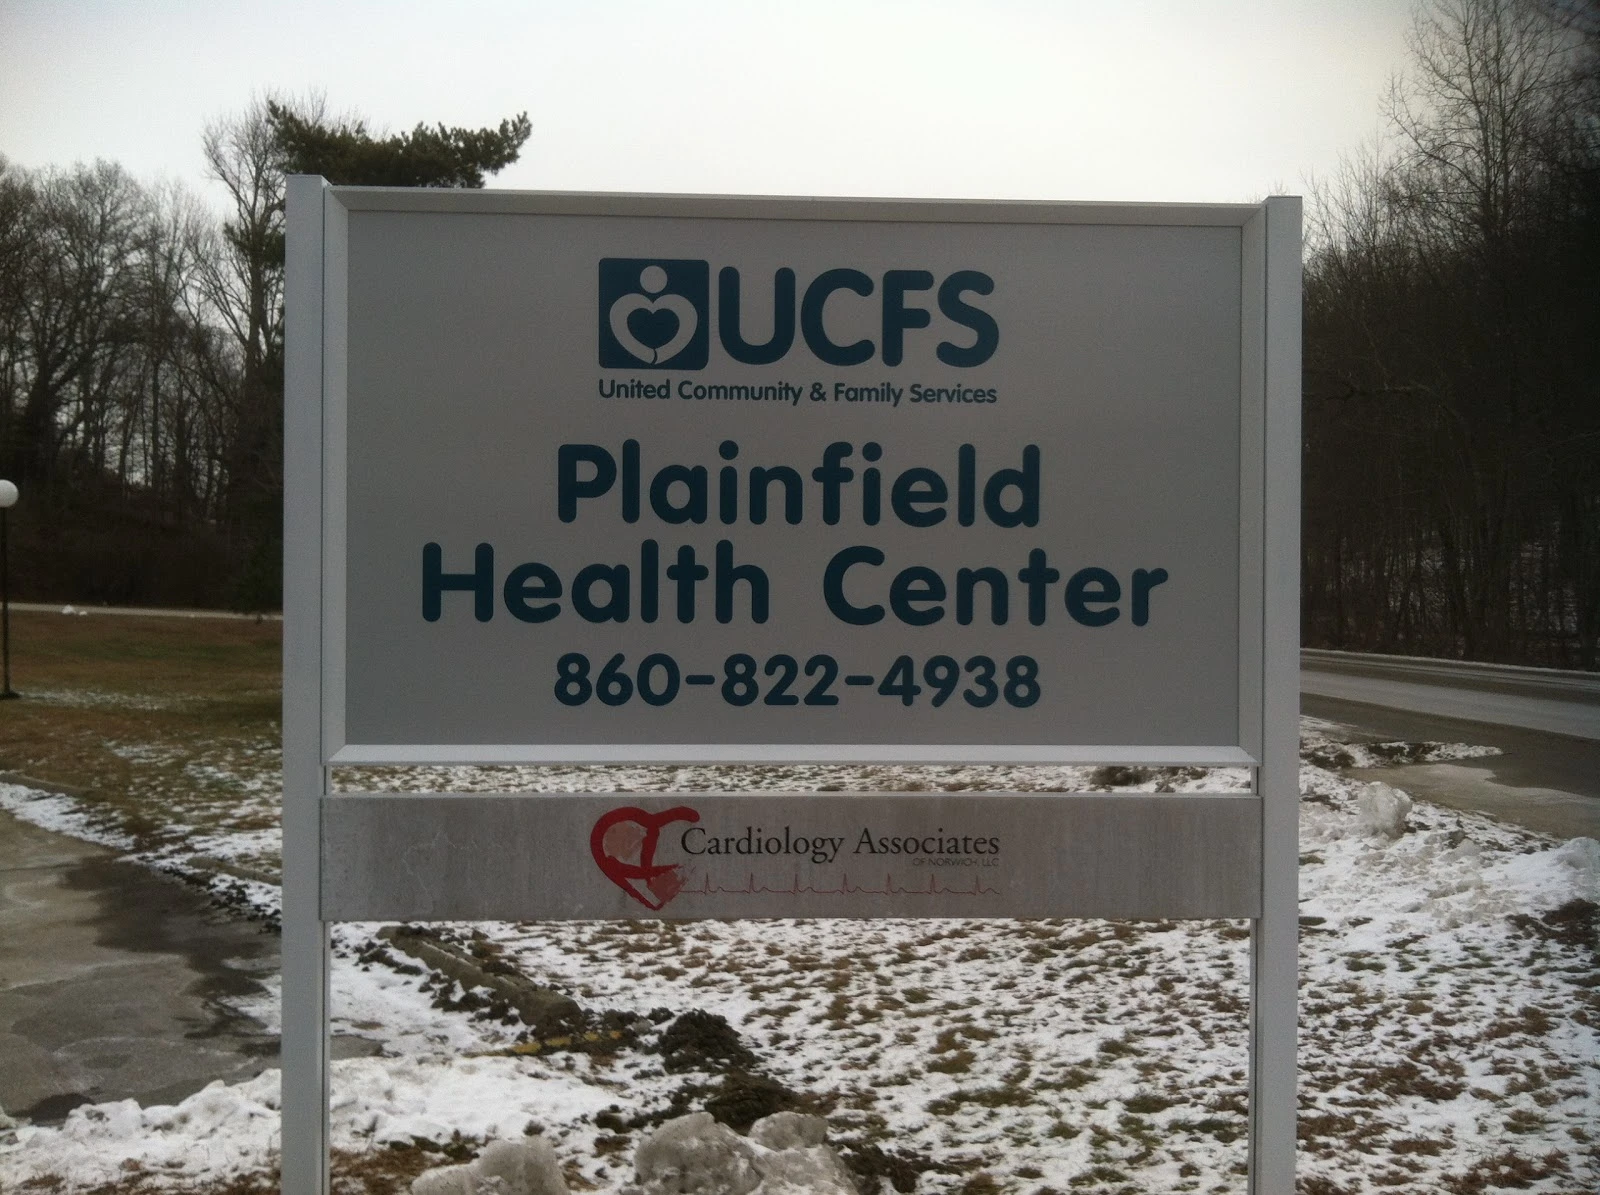 UCFS
United Community & Family Services
Plainfield
Health Center
860-822-4938
Cardiology Associates
OF NORWICH, LLC